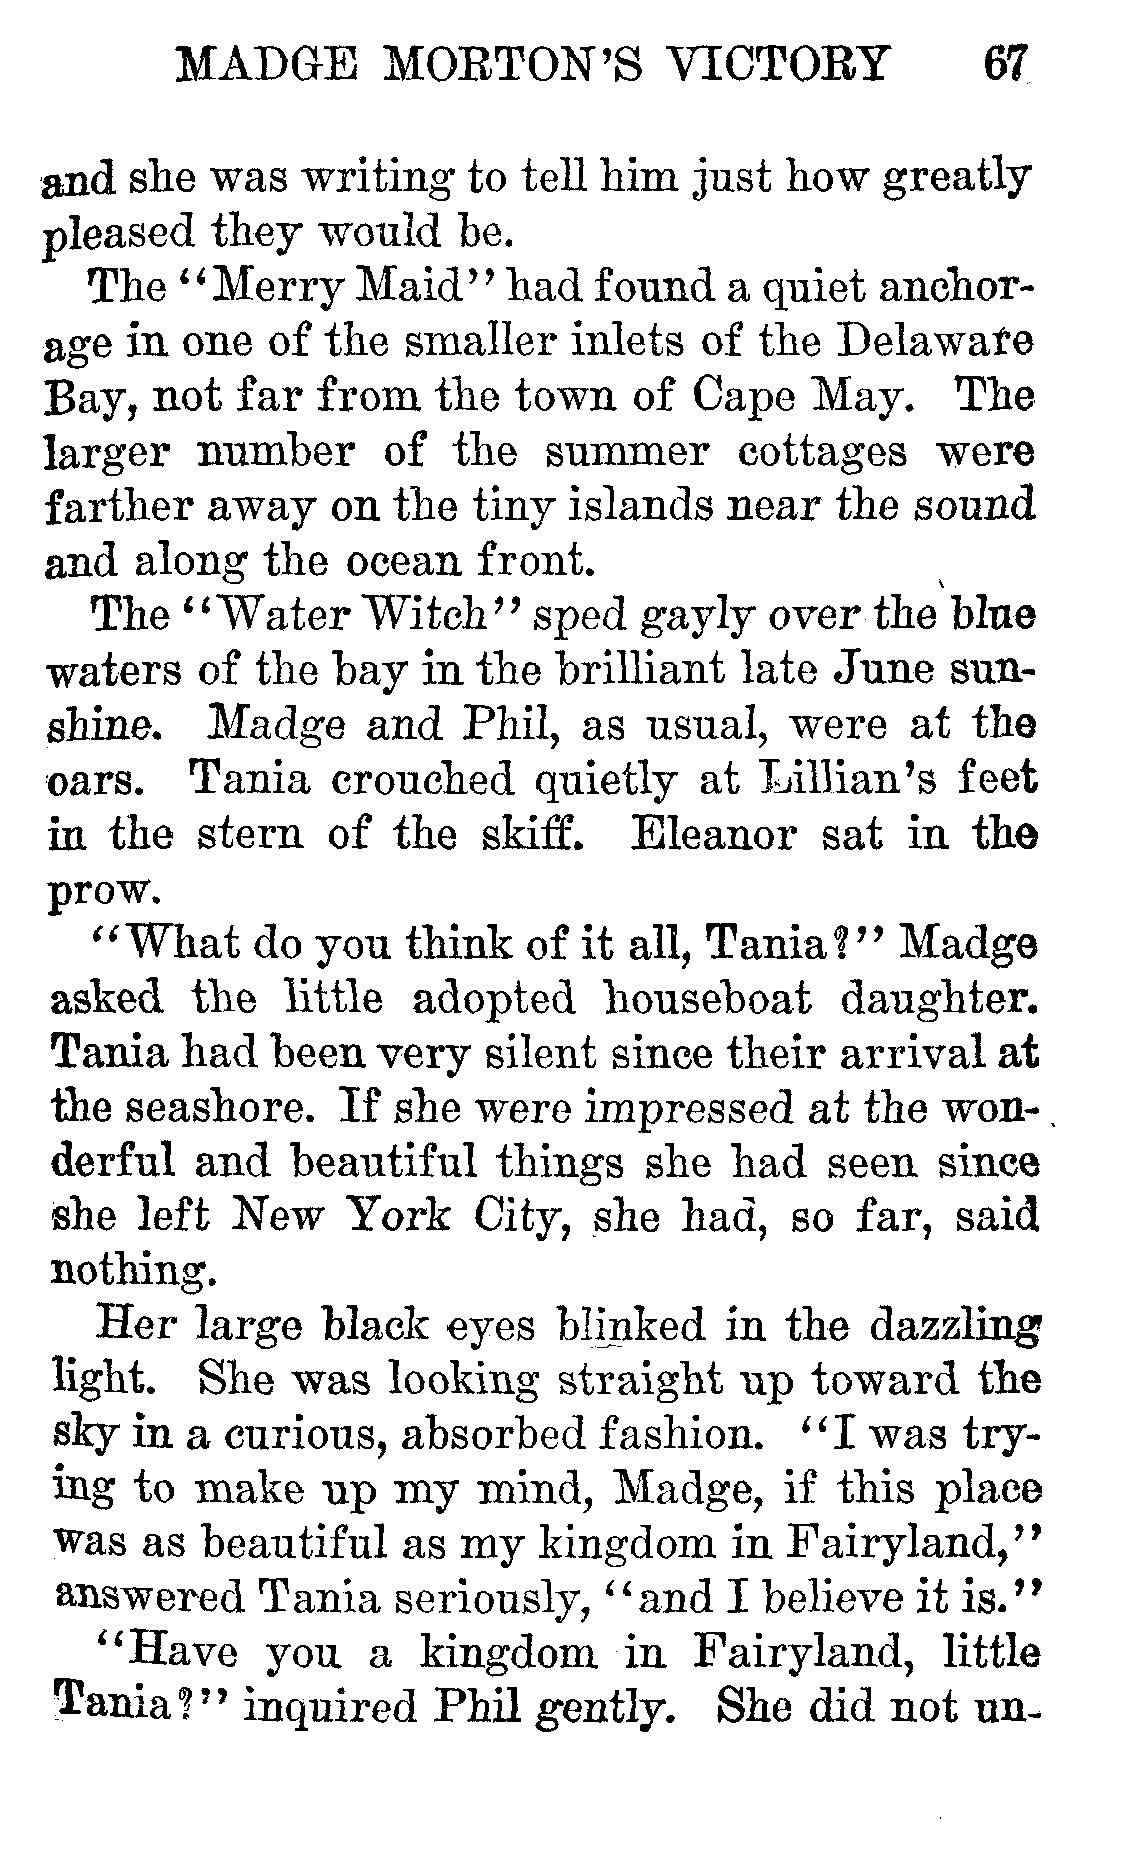 MADGE MORTON'S VICTORY 67
and she was writing to tell him just how greatly
pleased they would be.
The "Merry Maid" had found a quiet anchor-
age in one of the smaller inlets of the Delaware
Bay, not far from the town of Cape May. The
larger number of the summer cottages were
farther away on the tiny islands near the sound
and along the ocean front.
The "Water Witch" sped gayly over the blue
waters of the bay in the brilliant late June sun-
shine. Madge and Phil, as usual, were at the
oars. Tania crouched quietly at Lillian's feet
in the stern of the skiff. Eleanor sat in the
prow.
"What do you think of it all, Tania?" Madge
asked the little adopted houseboat daughter.
Tania had been very silent since their arrival at
the seashore. If she were impressed at the won-
derful and beautiful things she had seen since
she left New York City, she had, so far, said
nothing.
Her large black eyes blinked in the dazzling
light. She was looking straight up toward the
sky in a curious, absorbed fashion. "I was try-
ing to make up my mind, Madge, if this place
was as beautiful as my kingdom in Fairyland,"
answered Tania seriously, "and I believe it is."
"Have you a kingdom in Fairyland, little
Tania?" inquired Phil gently. She did not un-